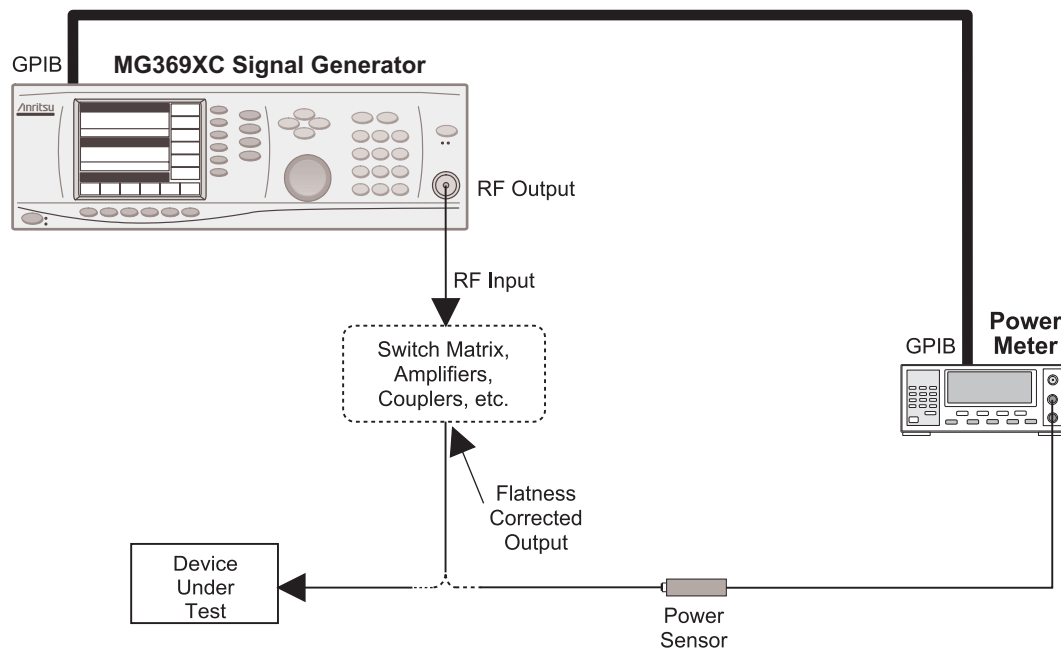 GPIB
MG369XC Signal Generator
Anritsu
RF Output
RF Input
Switch Matrix,
Amplifiers,
Couplers, etc.
Power
Meter
GPIB
Flatness
Corrected
Output
Device
Under
Test
Power
Sensor